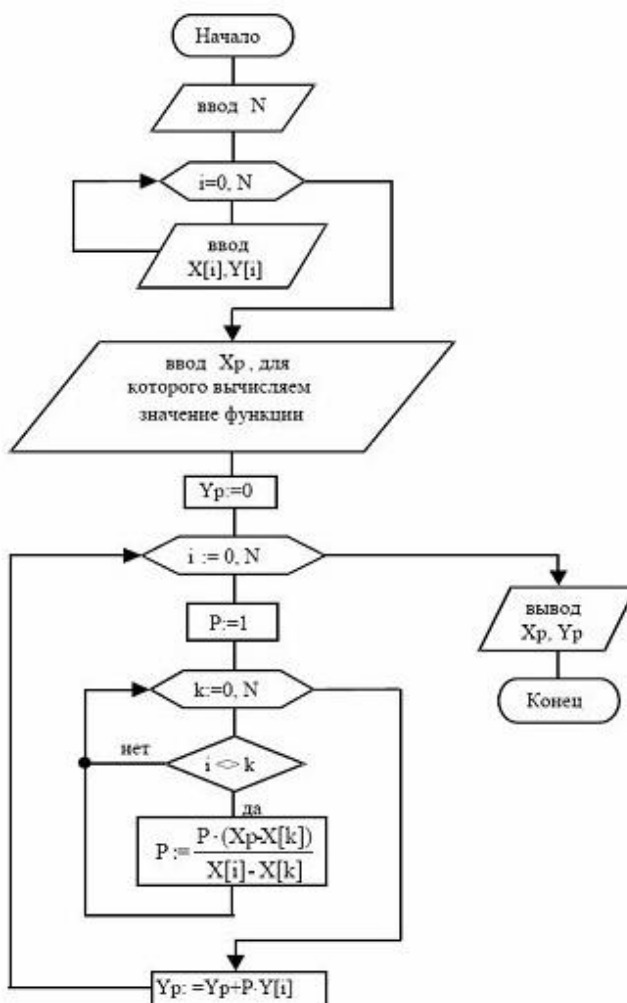 Начало
ввод N
i=0, N
ввод
X[i],Y[i]
ввод Xp, для
которого вычисляем
значение функции
Yp:=0
i := 0, N
вывод
Xp, Yp
P:=1
k:=0, N
Конец
нет
i <> k
да
P := P·(Xp-X[k])
X[i]-X[k]
Yp: =Yp+P·Y[i]